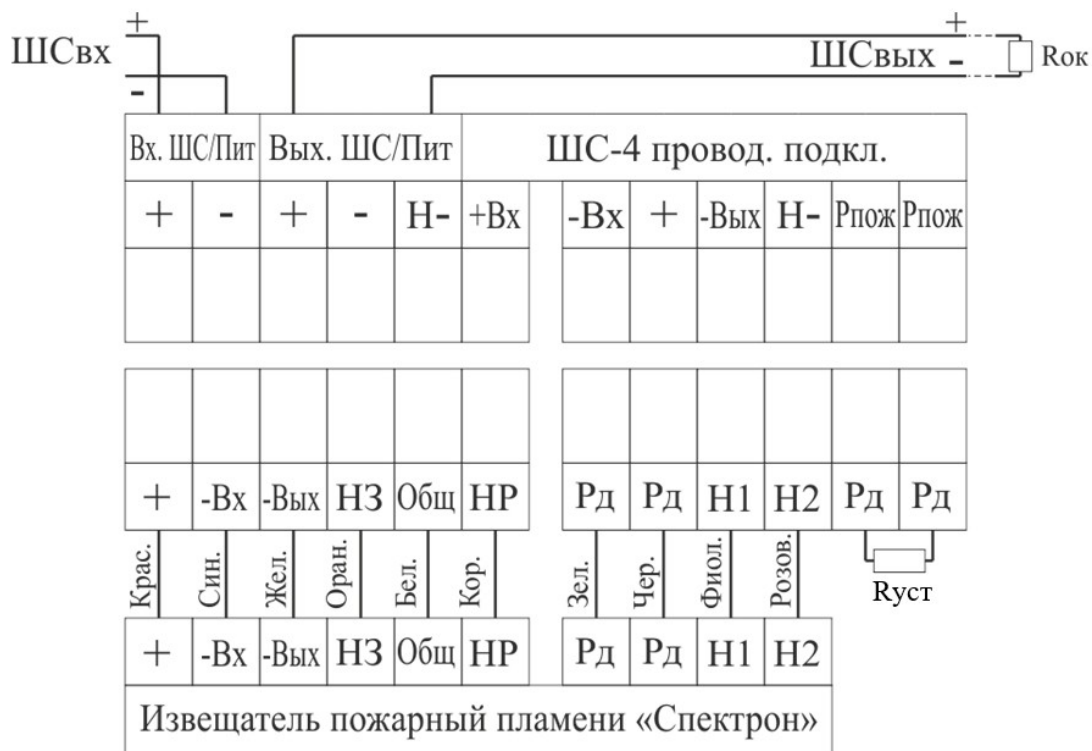 + +
ШСвх ШСвых - Rок
-
Вх. ШС/Пит Вых. ШС/Пит ШС-4 провод. подкл.
+ - + - Н- +Вх -Вх + -Вых Н- Рпож Рпож
+ -Вх -Вых НЗ Общ НР Рд Рд Н1 Н2 Рд Рд
Крас. Син. Жел. Оран. Бел. Кор. Зел. Чер. Фиол. Розов.
Rуст
+ -Вх -Вых НЗ Общ НР Рд Рд Н1 Н2
Извещатель пожарный пламени «Спектрон»